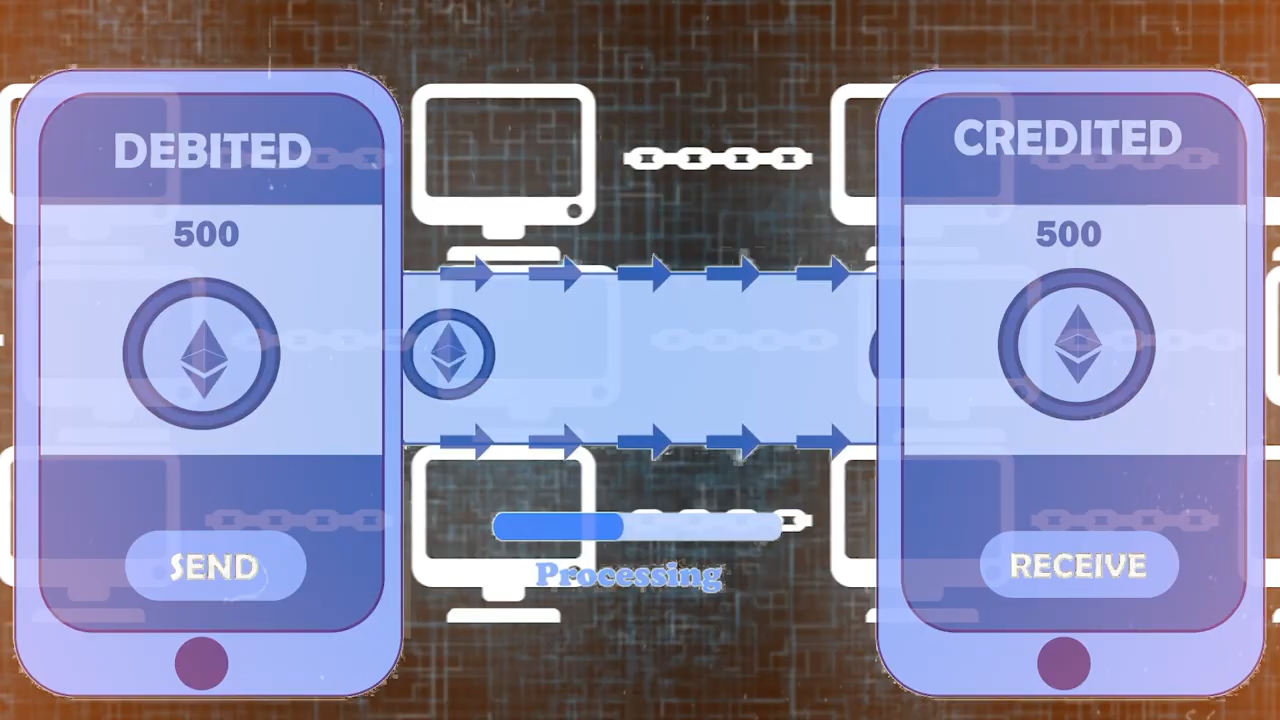 DEBITED
500
SEND
Processing
CREDITED
500
RECEIVE